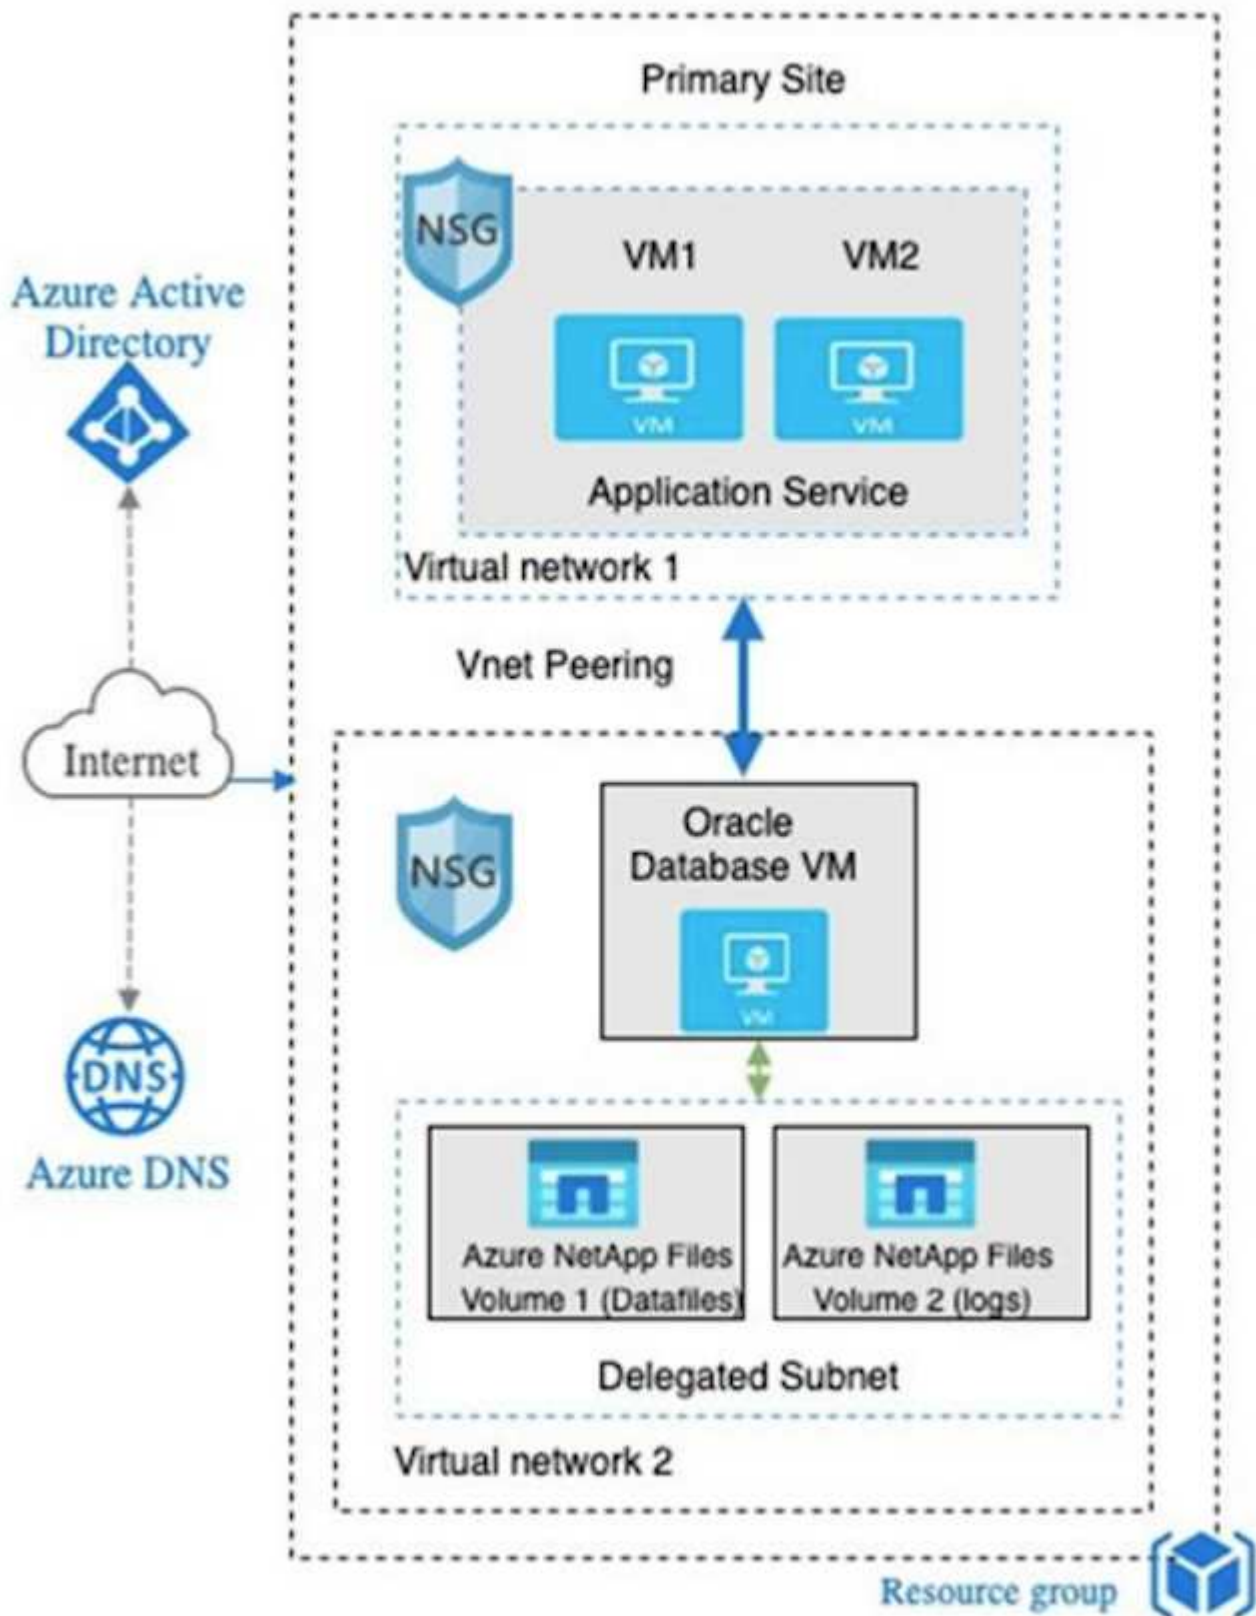 Primary Site
NSG
VM1
VM2
VM
VM
Application Service
Virtual network 1
Azure Active
Directory
Vnet Peering
Internet
NSG
Oracle
Database VM
VM
DNS
Azure DNS
Azure NetApp Files
Volume 1 (Datafiles)
Azure NetApp Files
Volume 2 (logs)
Delegated Subnet
Virtual network 2
Resource group